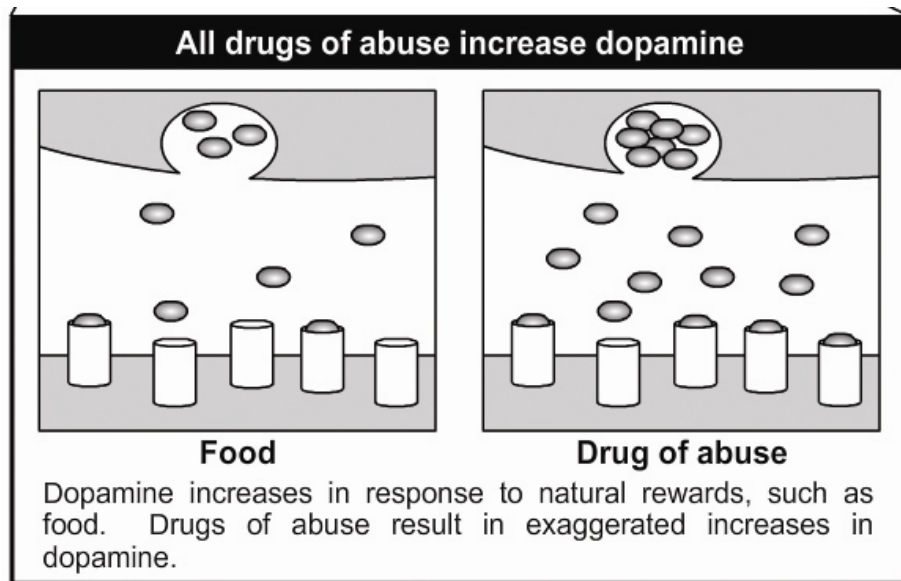 All drugs of abuse increase dopamine
Food
Drug of abuse
Dopamine increases in response to natural rewards, such as
food. Drugs of abuse result in exaggerated increases in
dopamine.